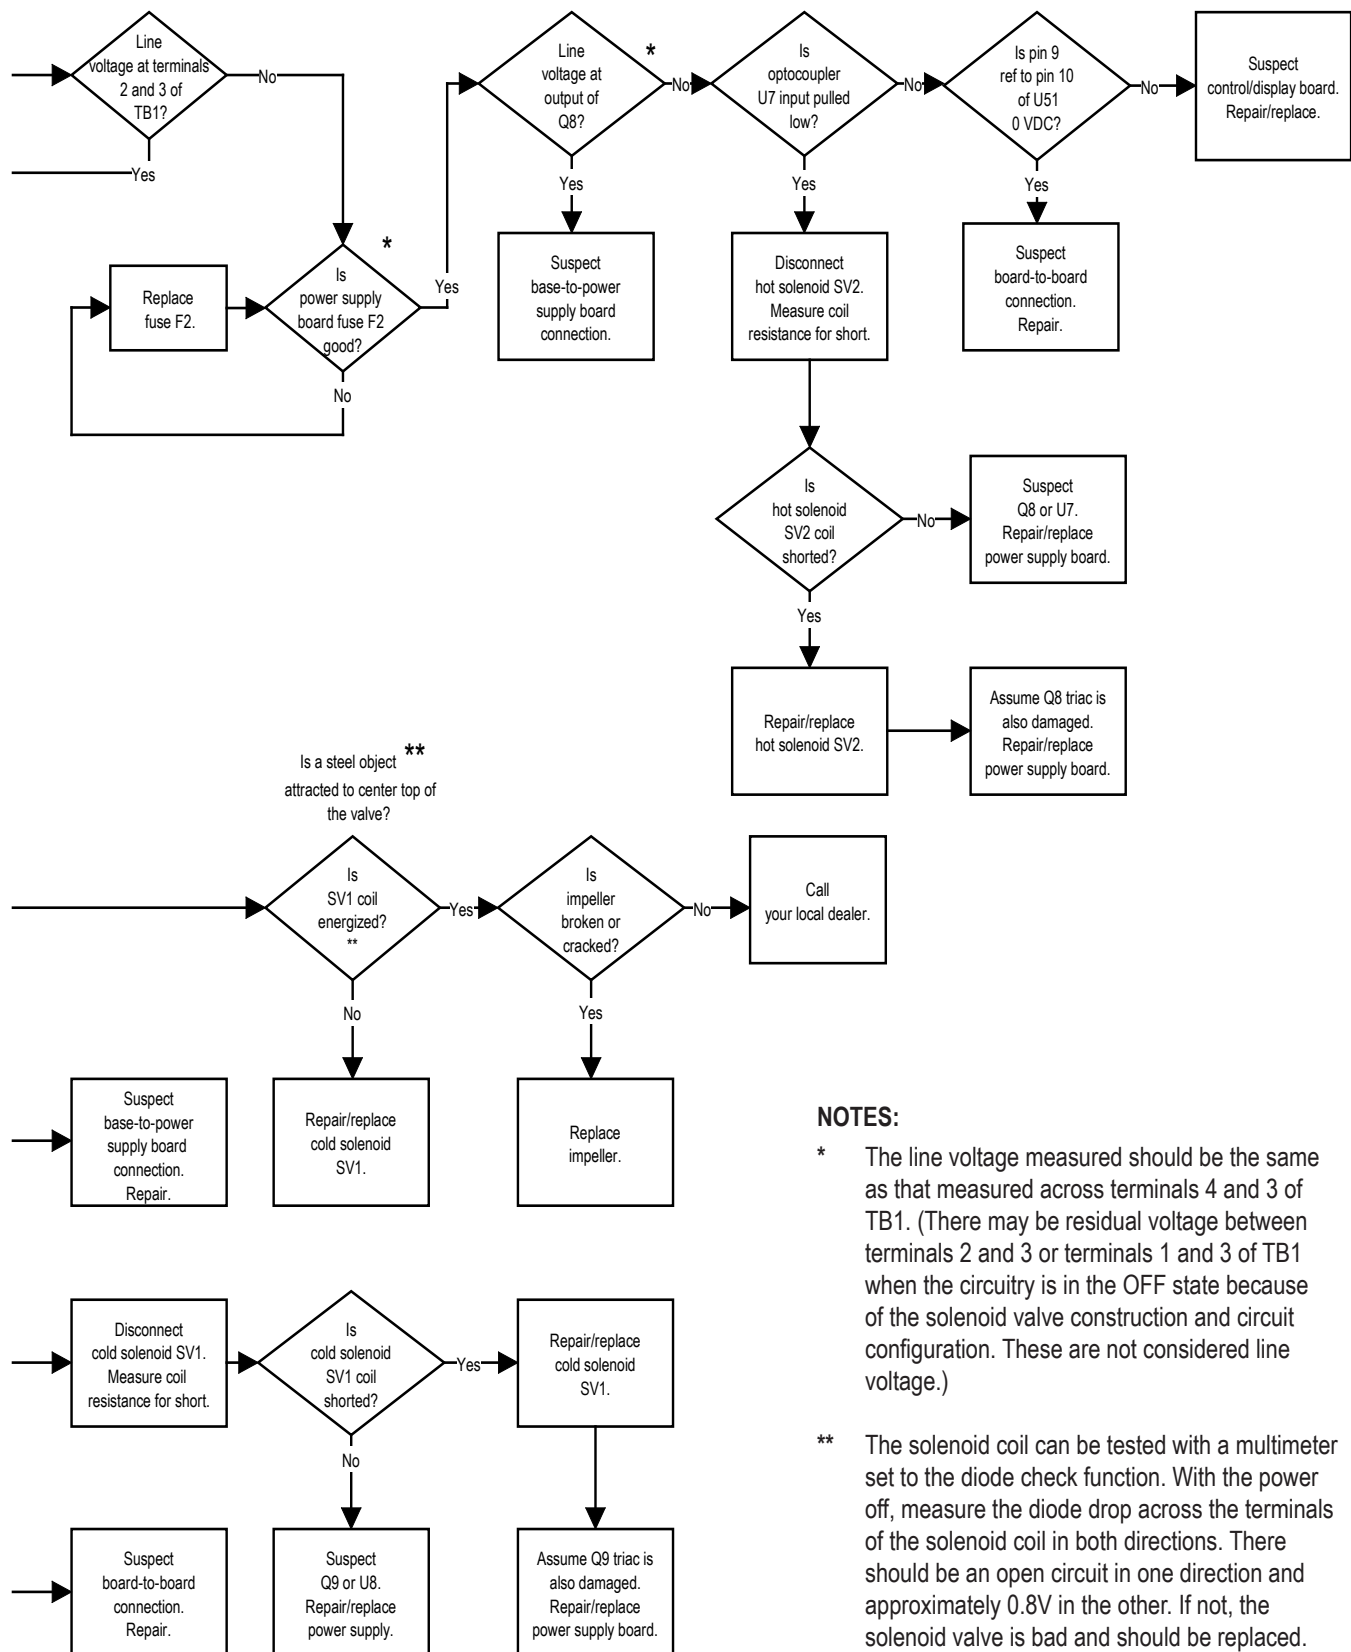 Line
voltage at terminals
2 and 3 of
TB1?
No
Yes
Is
power supply
board fuse F2
good?
*
Replace
fuse F2.
No
Yes
Line
voltage at
output of
Q8?
*
No
Yes
Suspect
base-to-power
supply board
connection.
Is
optocoupler
U7 input pulled
low?
No
Yes
Disconnect
hot solenoid SV2.
Measure coil
resistance for short.
Is pin 9
ref to pin 10
of U51
0 VDC?
No
Yes
Suspect
board-to-board
connection.
Repair.
Suspect
control/display board.
Repair/replace.
Is
hot solenoid
SV2 coil
shorted?
No
Suspect
Q8 or U7.
Repair/replace
power supply board.
Yes
Repair/replace
hot solenoid SV2.
Assume Q8 triac is
also damaged.
Repair/replace
power supply board.
Is a steel object **
attracted to center top of
the valve?
Is
SV1 coil
energized?
**
Yes
No
Is
impeller
broken or
cracked?
No
Yes
Call
your local dealer.
Suspect
base-to-power
supply board
connection.
Repair.
Repair/replace
cold solenoid
SV1.
Replace
impeller.
Disconnect
cold solenoid SV1.
Measure coil
resistance for short.
Is
cold solenoid
SV1 coil
shorted?
Yes
No
Repair/replace
cold solenoid
SV1.
Suspect
board-to-board
connection.
Repair.
Suspect
Q9 or U8.
Repair/replace
power supply.
Assume Q9 triac is
also damaged.
Repair/replace
power supply board.
NOTES:
* The line voltage measured should be the same
as that measured across terminals 4 and 3 of
TB1. (There may be residual voltage between
terminals 2 and 3 or terminals 1 and 3 of TB1
when the circuitry is in the OFF state because
of the solenoid valve construction and circuit
configuration. These are not considered line
voltage.)
** The solenoid coil can be tested with a multimeter
set to the diode check function. With the power
off, measure the diode drop across the terminals
of the solenoid coil in both directions. There
should be an open circuit in one direction and
approximately 0.8V in the other. If not, the
solenoid valve is bad and should be replaced.